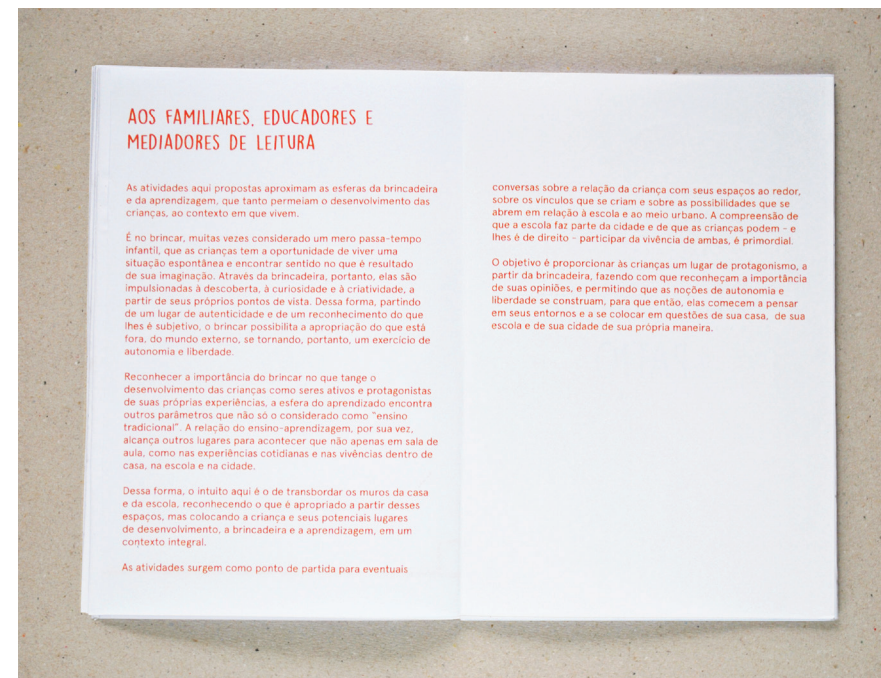 AOS FAMILIARES, EDUCADORES E
MEDIADORES DE LEITURA
As atividades aqui propostas aproximam as esferas da brincadeira
e da aprendizagem, que tanto permeiam o desenvolvimento das
crianças, ao contexto em que vivem.
É no brincar, muitas vezes considerado um mero passa-tempo
infantil, que as crianças tem a oportunidade de viver uma
situação espontânea e encontrar sentido no que é resultado
de sua imaginação. Através da brincadeira, portanto, elas são
impulsionadas à descoberta, à curiosidade e à criatividade, a
partir de seus próprios pontos de vista. Dessa forma, partindo
de um lugar de autenticidade e de um reconhecimento do que
lhes é subjetivo, o brincar possibilita a apropriação do que está
fora, do mundo externo, se tornando, portanto, um exercício de
autonomia e liberdade.
Reconhecer a importância do brincar no que tange o
desenvolvimento das crianças como seres ativos e protagonistas
de suas próprias experiências, a esfera do aprendizado encontra
outros parâmetros que não só o considerado como "ensino
tradicional". A relação do ensino-aprendizagem, por sua vez,
alcança outros lugares para acontecer que não apenas em sala de
aula, como nas experiências cotidianas e nas vivências dentro de
casa, na escola e na cidade.
Dessa forma, o intuito aqui é o de transbordar os muros da casa
e da escola, reconhecendo o que é apropriado a partir desses
espaços, mas colocando a criança e seus potenciais lugares
de desenvolvimento, a brincadeira e a aprendizagem, em um
contexto integral.
As atividades surgem como ponto de partida para eventuais
conversas sobre a relação da criança com seus espaços ao redor,
sobre os vínculos que se criam e sobre as possibilidades que se
abrem em relação à escola e ao meio urbano. A compreensão de
que a escola faz parte da cidade e de que as crianças podem - e
lhes é de direito - participar da vivência de ambas, é primordial.
O objetivo é proporcionar às crianças um lugar de protagonismo, a
partir da brincadeira, fazendo com que reconheçam a importância
de suas opiniões, e permitindo que as noções de autonomia e
liberdade se construam, para que então, elas comecem a pensar
em seus entornos e a se colocar em questões de sua casa, de sua
escola e de sua cidade de sua própria maneira.